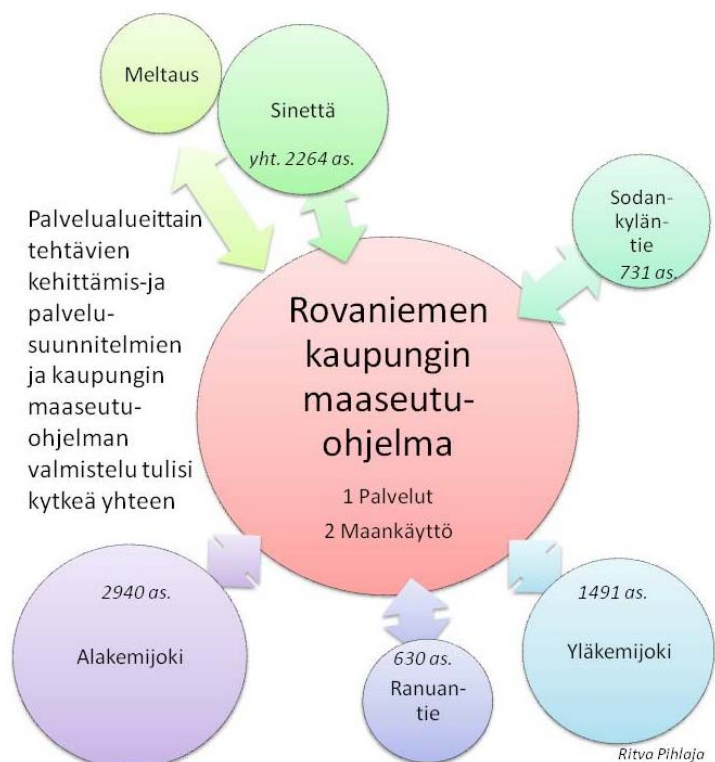 Meltaus
Sinettä
yht. 2264 as.
Sodan-
kylän-
tie
731 as.
Palvelualueittain
tehtävien
kehittämis-ja
palvelu-
suunnitelmien
ja kaupungin
maaseutu-
ohjelman
valmistelu tulisi
kytkeä yhteen
Rovaniemen
kaupungin
maaseutu-
ohjelma
1 Palvelut
2 Maankäyttö
2940 as.
Alakemijoki
630 as.
Ranuan-
tie
1491 as.
Yläkemijoki
Ritva Pihlaja